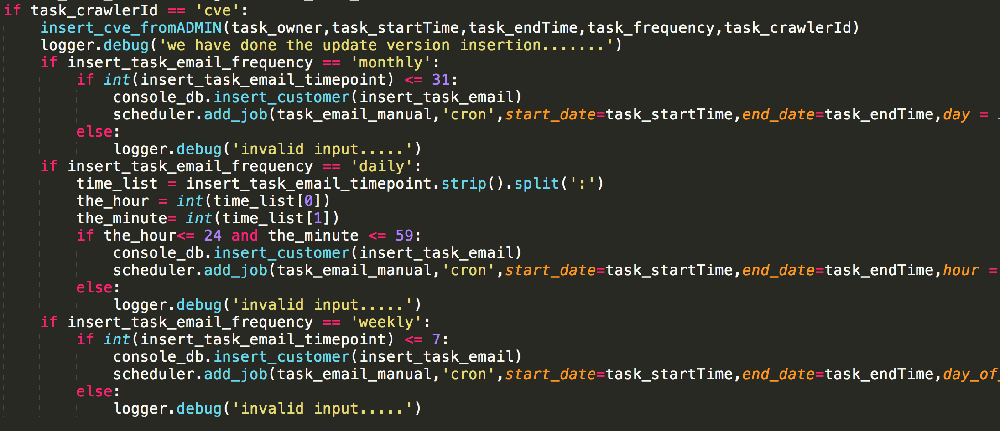 if task_crawlerId == 'cve':
    insert_cve_fromADMIN(task_owner,task_startTime,task_endTime,task_frequency,task_crawlerId)
    logger.debug('we have done the update version insertion.......')
    if insert_task_email_frequency == 'monthly':
        if int(insert_task_email_timepoint) <= 31:
            console_db.insert_customer(insert_task_email)
            scheduler.add_job(task_email_manual,'cron',start_date=task_startTime,end_date=task_endTime,day =
        else:
            logger.debug('invalid input.....')
    if insert_task_email_frequency == 'daily':
        time_list = insert_task_email_timepoint.strip().split(':')
        the_hour = int(time_list[0])
        the_minute= int(time_list[1])
        if the_hour<= 24 and the_minute <= 59:
            console_db.insert_customer(insert_task_email)
            scheduler.add_job(task_email_manual,'cron',start_date=task_startTime,end_date=task_endTime,hour =
        else:
            logger.debug('invalid input.....')
    if insert_task_email_frequency == 'weekly':
        if int(insert_task_email_timepoint) <= 7:
            console_db.insert_customer(insert_task_email)
            scheduler.add_job(task_email_manual,'cron',start_date=task_startTime,end_date=task_endTime,day_of_
        else:
            logger.debug('invalid input.....')